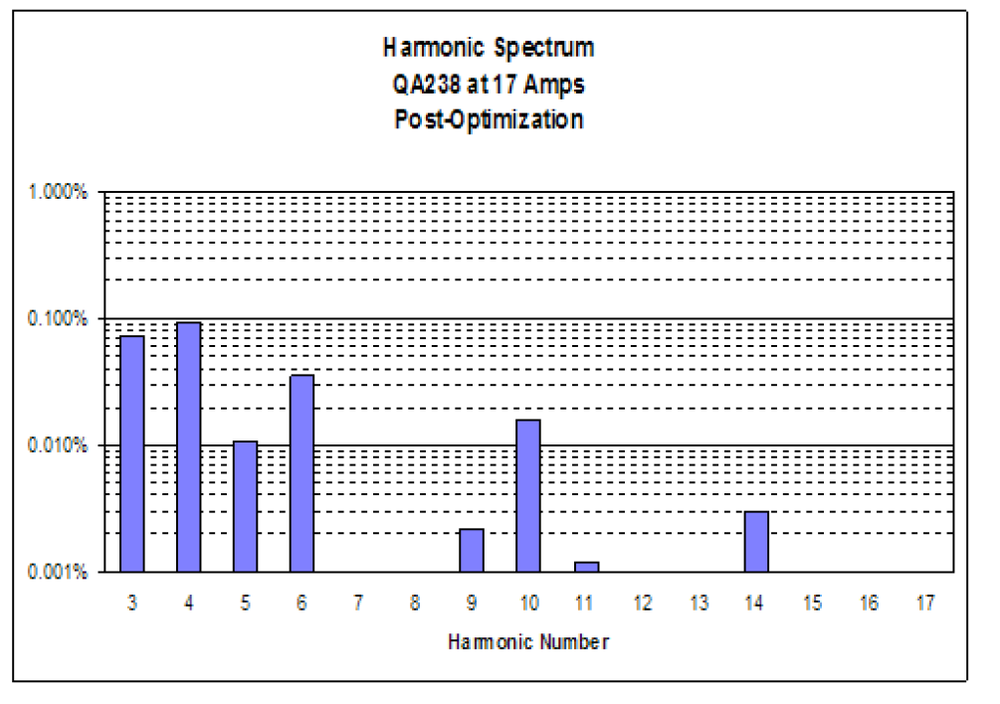 Harmonic Spectrum
QA238 at 17 Amps
Post-Optimization
1.000%
0.100%
0.010%
0.001%
3 4 5 6 7 8 9 10 11 12 13 14 15 16 17
Harmonic Number